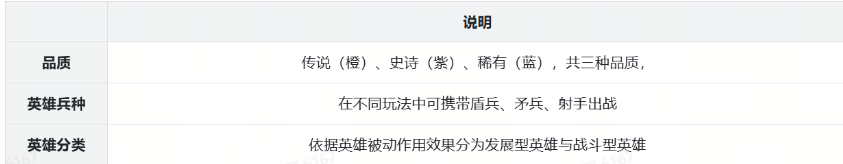 说明
品质 传说（橙）、史诗（紫）、稀有（蓝），共三种品质，
英雄兵种 在不同玩法中可携带盾兵、矛兵、射手出战
英雄分类 依据英雄被动作用效果分为发展型英雄与战斗型英雄
6167
6167